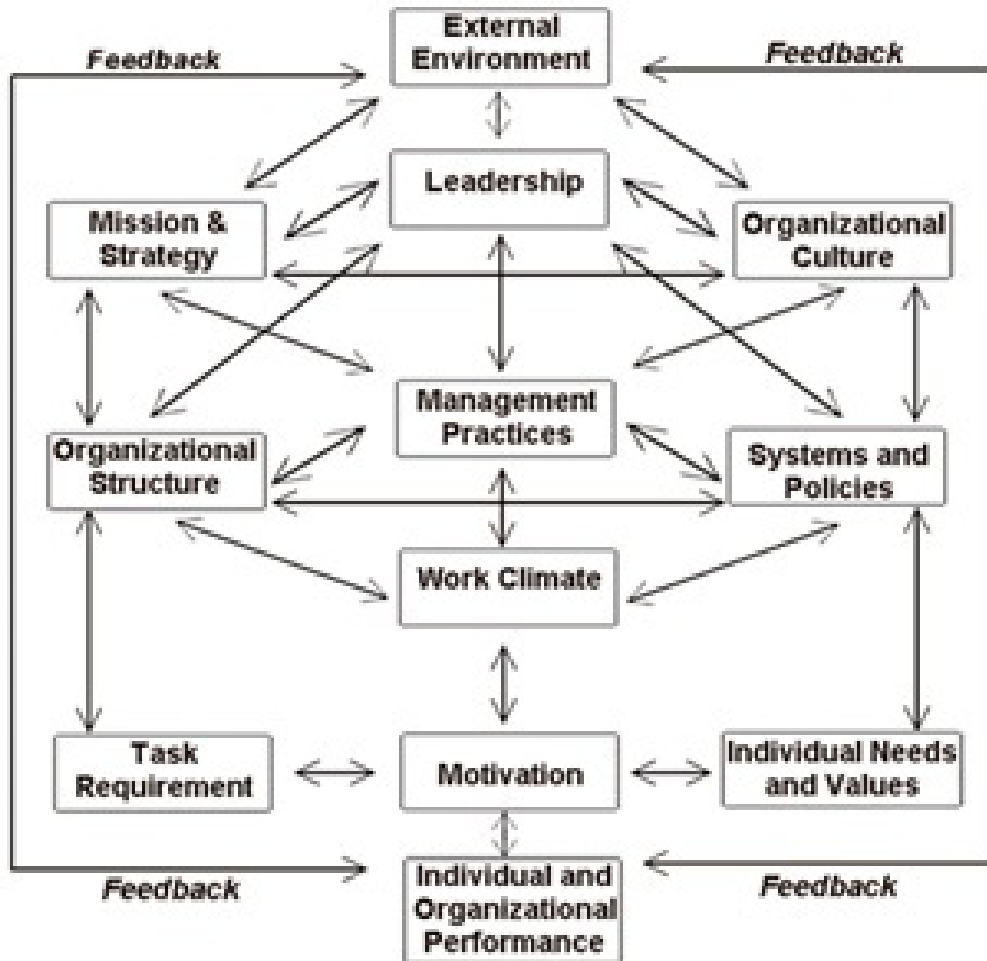 External
Environment
Feedback
Feedback
Leadership
Mission &
Strategy
Organizational
Culture
Management
Practices
Organizational
Structure
Systems and
Policies
Work Climate
Task
Requirement
Motivation
Individual Needs
and Values
Feedback
Individual and
Organizational
Performance
Feedback